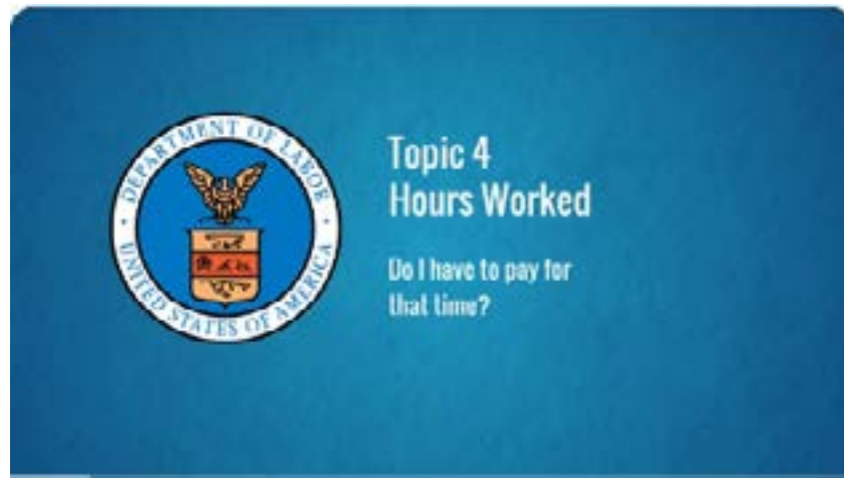 DEPARTMENT OF LABOR
UNITED STATES OF AMERICA
Topic 4
Hours Worked
Do I have to pay for
that time?